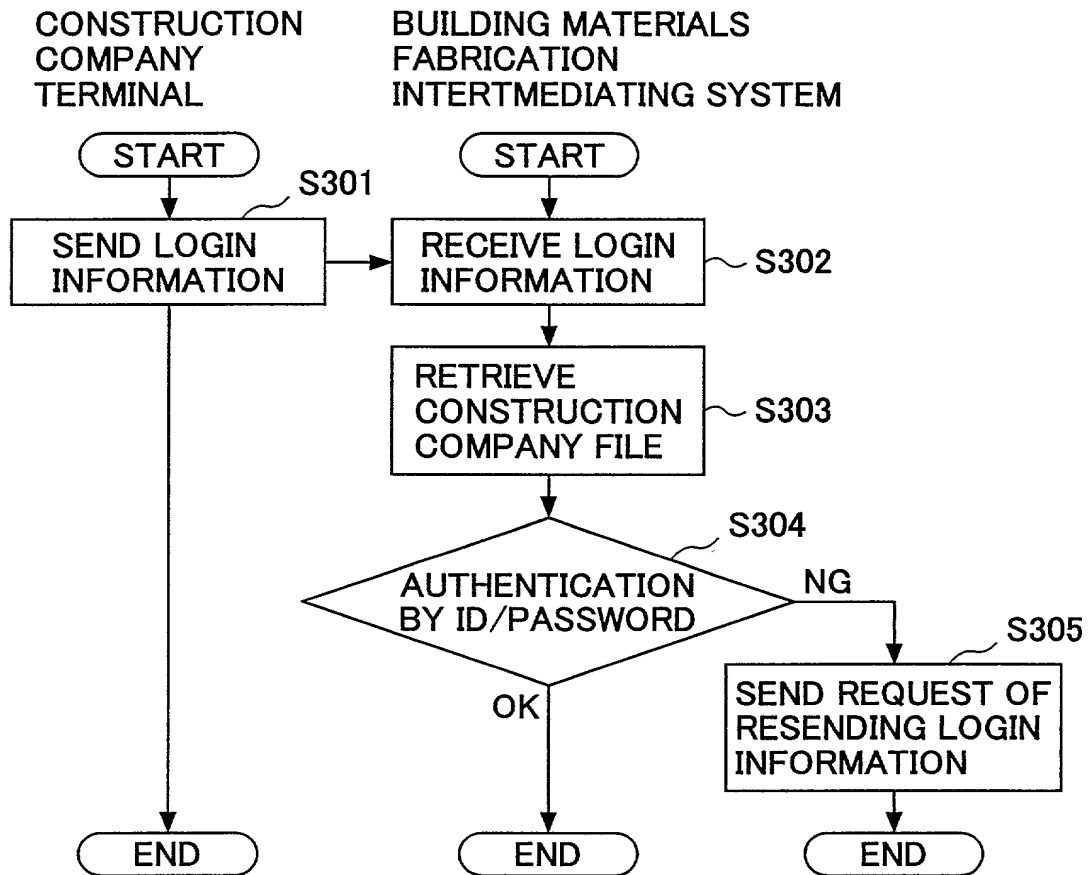 CONSTRUCTION
COMPANY
TERMINAL
BUILDING MATERIALS
FABRICATION
INTERTMEDIATING SYSTEM
START
START
S301
SEND LOGIN
INFORMATION
RECEIVE LOGIN
INFORMATION
S302
RETRIEVE
CONSTRUCTION
COMPANY FILE
S303
S304
AUTHENTICATION
BY ID/PASSWORD
NG
OK
S305
SEND REQUEST OF
RESENDING LOGIN
INFORMATION
END
END
END